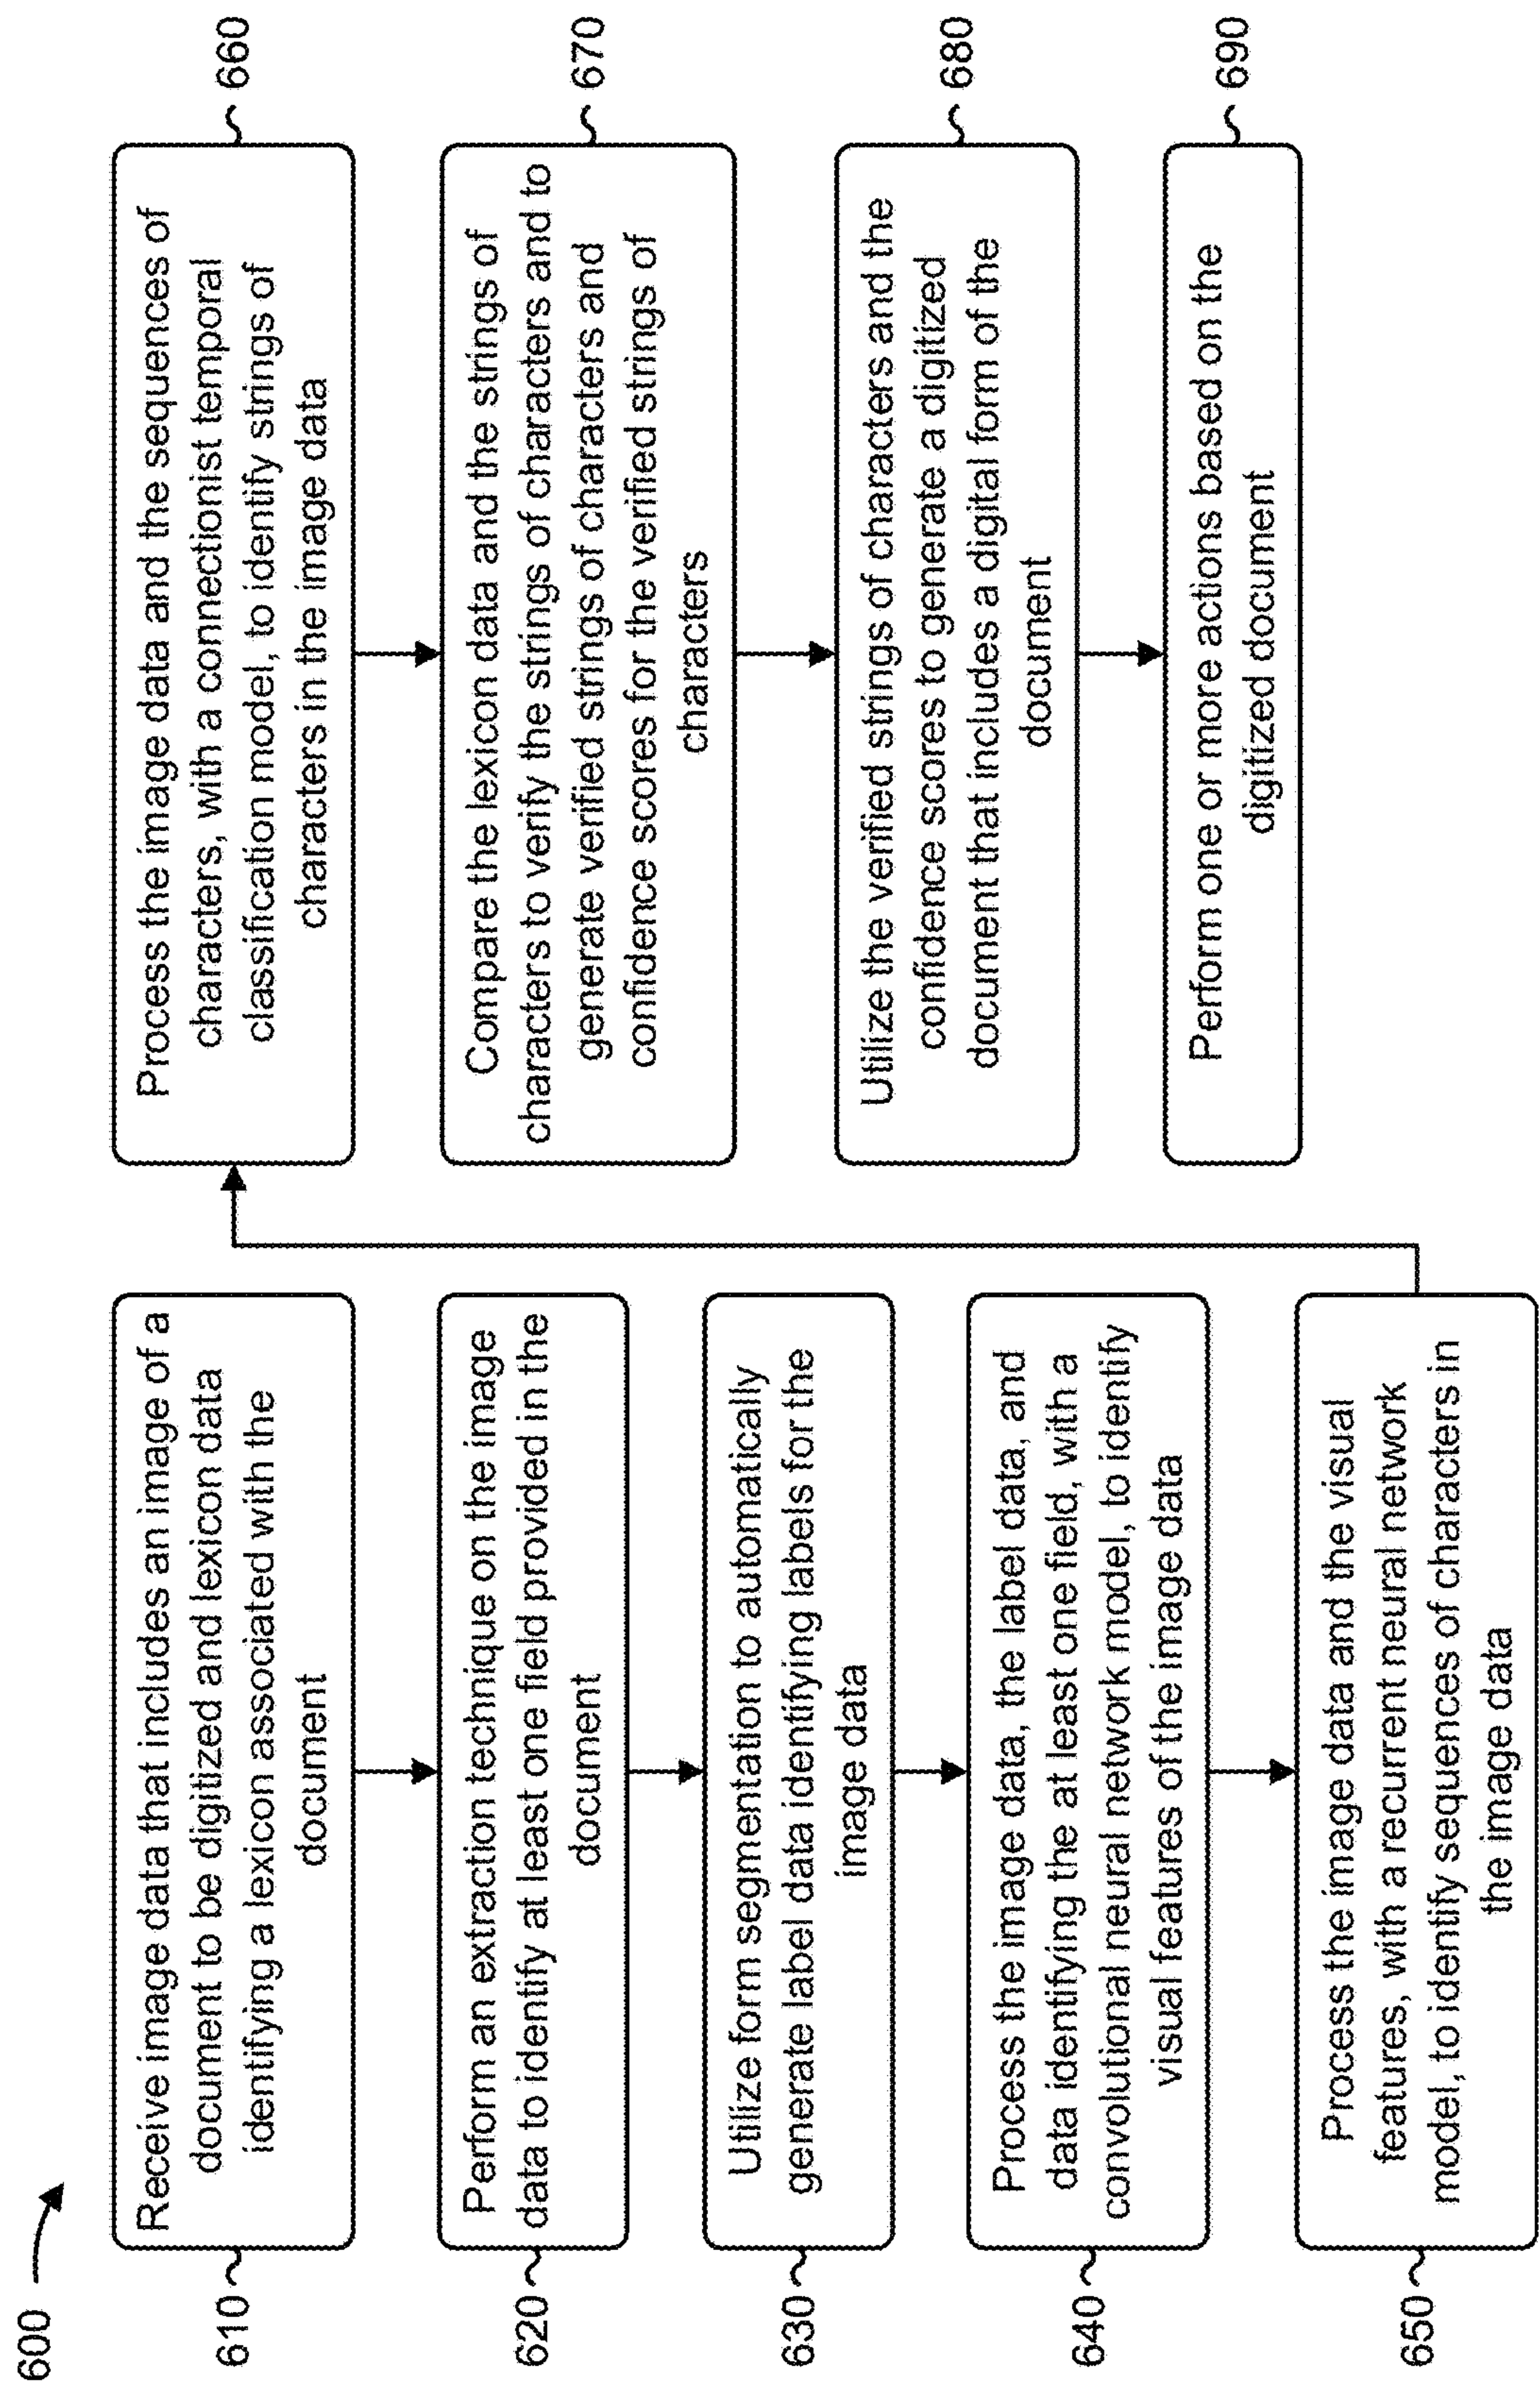 600
610
Receive image data that includes an image of a
document to be digitized and lexicon data
identifying a lexicon associated with the
document
620
Perform an extraction technique on the image
data to identify at least one field provided in the
document
630
Utilize form segmentation to automatically
generate label data identifying labels for the
image data
640
Process the image data, the label data, and
data identifying the at least one field, with a
convolutional neural network model, to identify
visual features of the image data
650
Process the image data and the visual
features, with a recurrent neural network
model, to identify sequences of characters in
the image data
660
Process the image data and the sequences of
characters, with a connectionist temporal
classification model, to identify strings of
characters in the image data
670
Compare the lexicon data and the strings of
characters to verify the strings of characters and to
generate verified strings of characters and
confidence scores for the verified strings of
characters
680
Utilize the verified strings of characters and the
confidence scores to generate a digitized
document that includes a digital form of the
document
690
Perform one or more actions based on the
digitized document